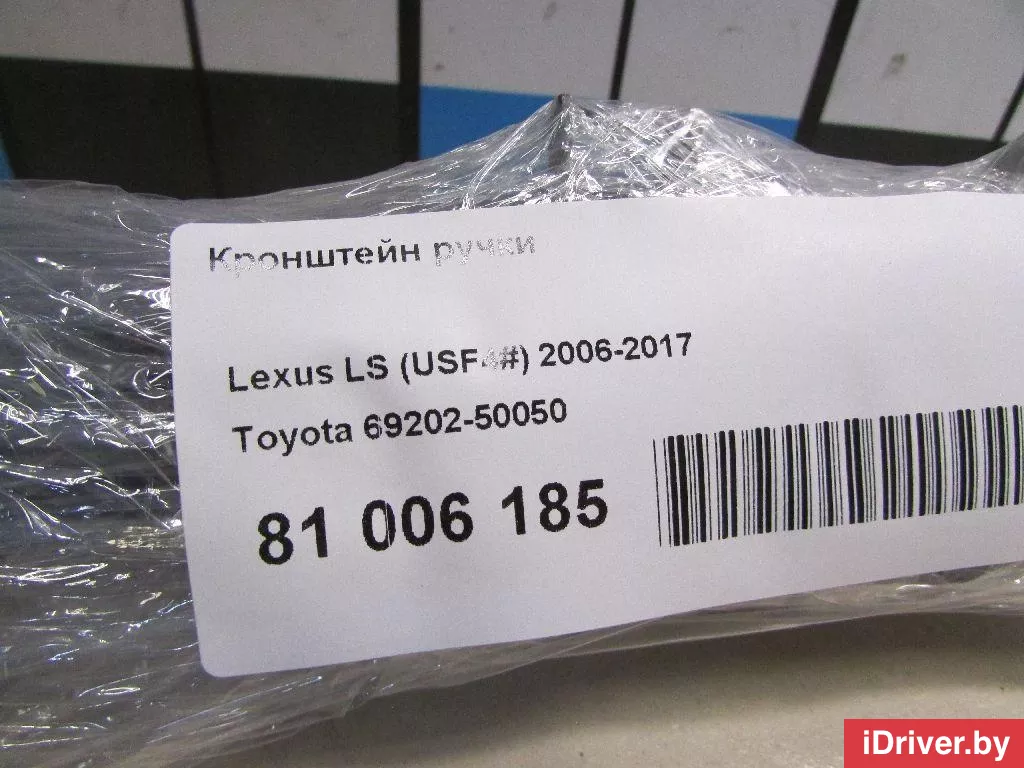 Кронштейн ручки
Lexus LS (USF4#) 2006-2017
Toyota 69202-50050
81 006 185
iDriver.by